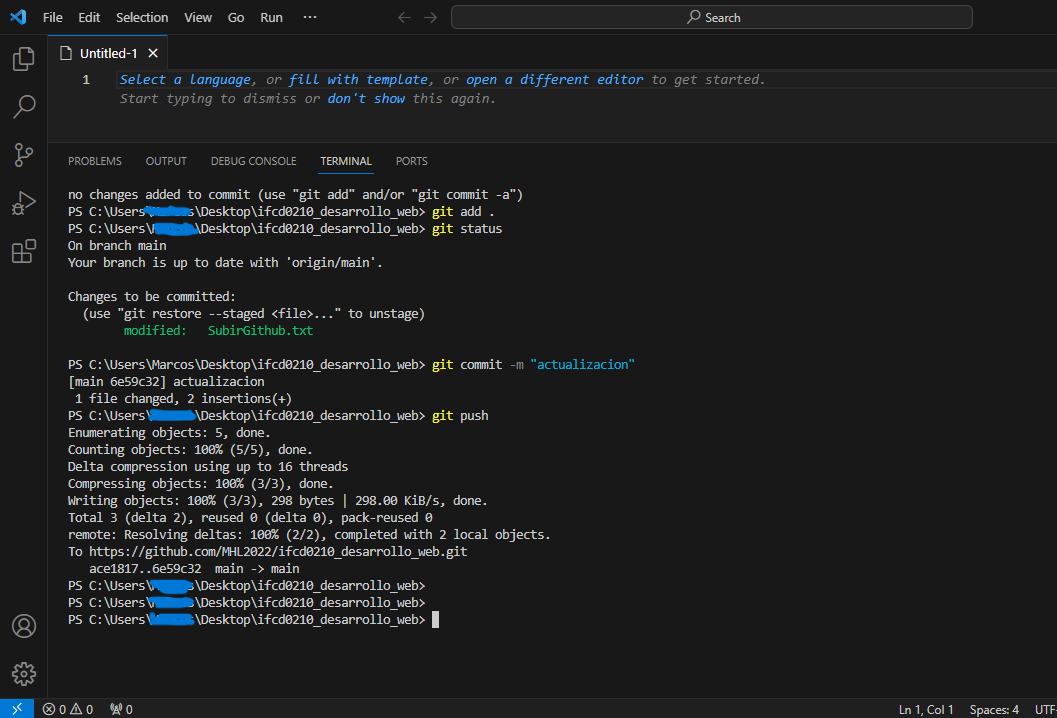 File Edit Selection View Go Run ··· Search
Untitled-1
1 Select a language, or fill with template, or open a different editor to get started.
Start typing to dismiss or don't show this again.
PROBLEMS OUTPUT DEBUG CONSOLE TERMINAL PORTS
no changes added to commit (use "git add" and/or "git commit -a")
PS C:\Users\Desktop\ifcd0210_desarrollo_web> git add .
PS C:\Users\Desktop\ifcd0210_desarrollo_web> git status
On branch main
Your branch is up to date with 'origin/main'.
Changes to be committed:
(use "git restore --staged <file>..." to unstage)
modified: SubirGithub.txt
PS C:\Users\Marcos\Desktop\ifcd0210_desarrollo_web> git commit -m "actualizacion"
[main 6e59c32] actualizacion
1 file changed, 2 insertions(+)
PS C:\Users\\Desktop\ifcd0210_desarrollo_web> git push
Enumerating objects: 5, done.
Counting objects: 100% (5/5), done.
Delta compression using up to 16 threads
Compressing objects: 100% (3/3), done.
Writing objects: 100% (3/3), 298 bytes | 298.00 KiB/s, done.
Total 3 (delta 2), reused 0 (delta 0), pack-reused 0
remote: Resolving deltas: 100% (2/2), completed with 2 local objects.
To https://github.com/MHL2022/ifcd0210_desarrollo_web.git
ace1817..6e59c32 main -> main
PS C:\Users\\Desktop\ifcd0210_desarrollo_web>
PS C:\Users\\Desktop\ifcd0210_desarrollo_web>
PS C:\Users\\Desktop\ifcd0210_desarrollo_web>
0 0 0 Ln 1, Col 1 Spaces: 4 UTF